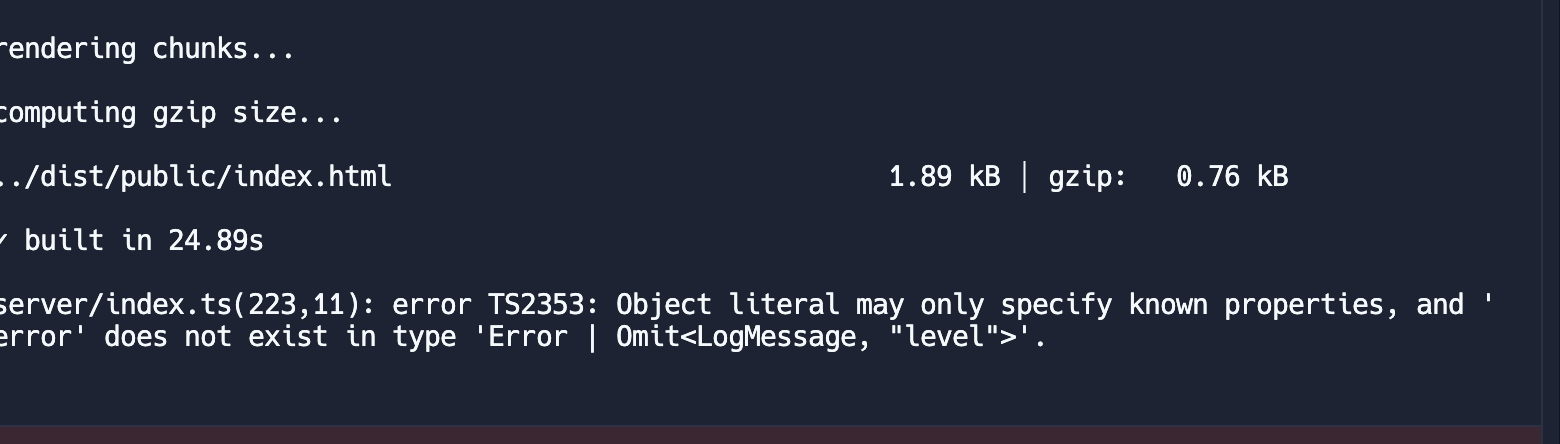 rendering chunks...
computing gzip size...
../dist/public/index.html 1.89 kB │ gzip: 0.76 kB
✓ built in 24.89s
server/index.ts(223,11): error TS2353: Object literal may only specify known properties, and '
error' does not exist in type 'Error | Omit<LogMessage, "level">'.